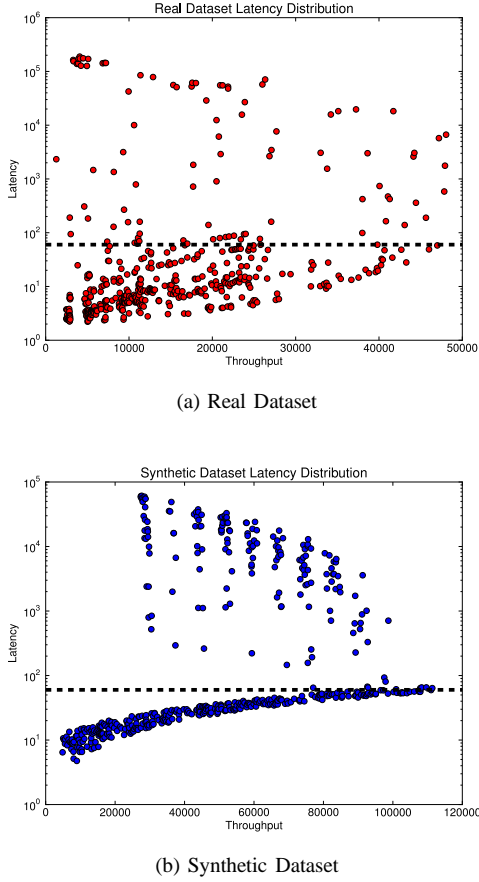 Real Dataset Latency Distribution
10^6
10^5
10^4
10^3
10^2
10^1
10^0
Latency
0 10000 20000 30000 40000 50000
Throughput
(a) Real Dataset
Synthetic Dataset Latency Distribution
10^5
10^4
10^3
10^2
10^1
10^0
Latency
0 20000 40000 60000 80000 100000 120000
Throughput
(b) Synthetic Dataset